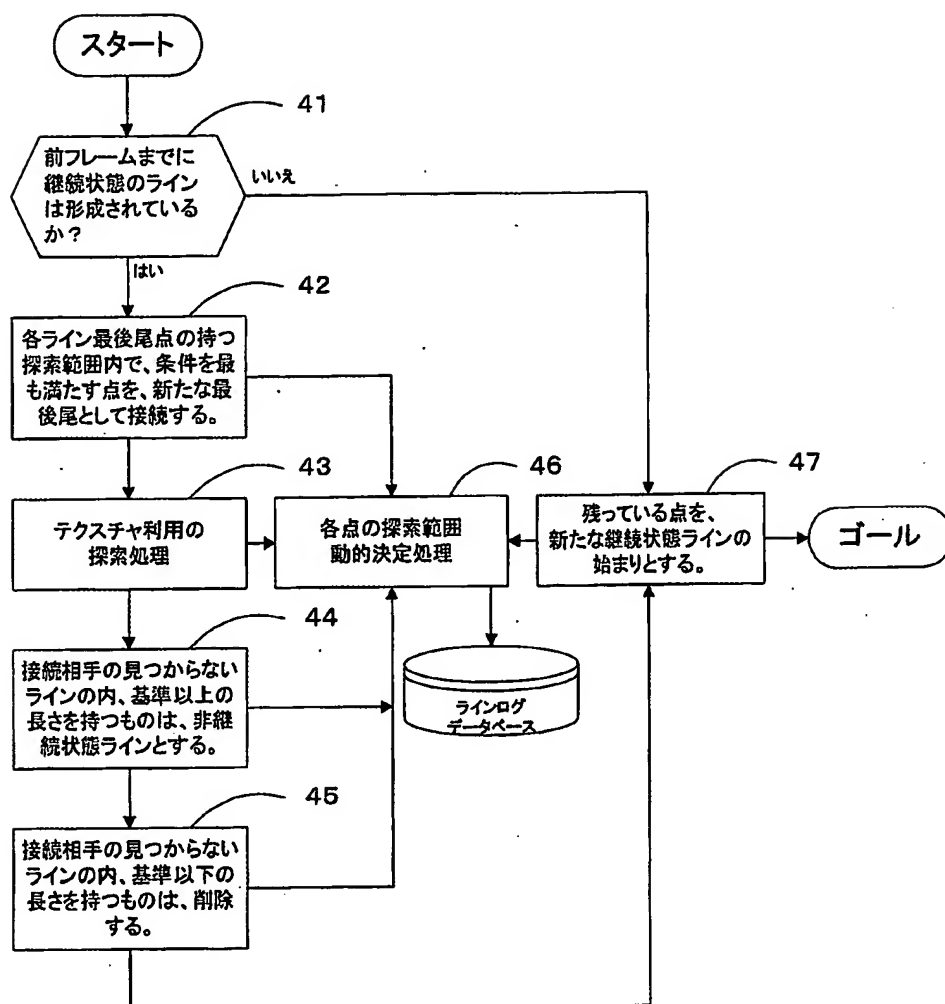 スタート
41
前フレームまでに
継続状態のライン
は形成されている
か？
いいえ
はい
42
各ライン最後尾点の持つ
探索範囲内で、条件を最
も満たす点を、新たな最
後尾として接続する。
43
テクスチャ利用の
探索処理
46
各点の探索範囲
動的決定処理
47
残っている点を、
新たな継続状態ラインの
始まりとする。
ゴール
44
接続相手の見つからない
ラインの内、基準以上の
長さを持つものは、非継
続状態ラインとする。
ラインログ
データベース
45
接続相手の見つからない
ラインの内、基準以下の
長さを持つものは、削除
する。